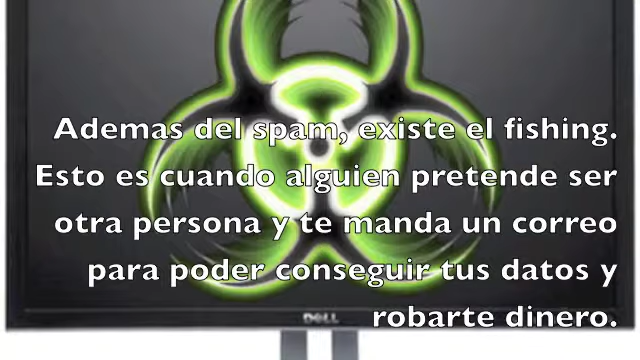 Ademas del spam, existe el fishing.
Esto es cuando alguien pretende ser
otra persona y te manda un correo
para poder conseguir tus datos y
robarte dinero.
DELL